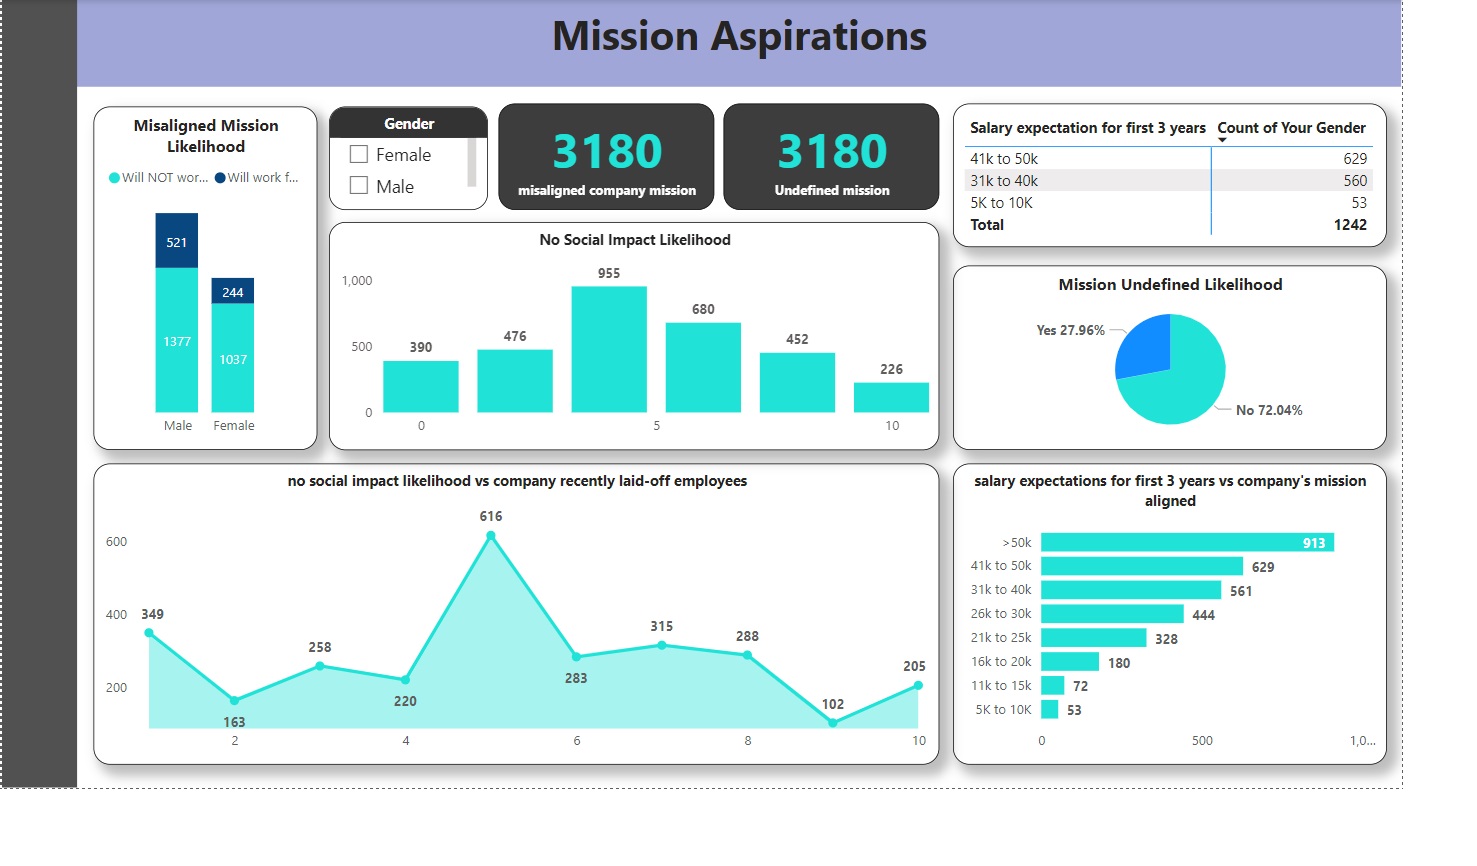 Mission Aspirations
Misaligned Mission
Likelihood
Will NOT wor... Will work f...
521
244
1377
1037
Male Female
Gender
Female
Male
3180
misaligned company mission
3180
Undefined mission
Salary expectation for first 3 years Count of Your Gender
41k to 50k 629
31k to 40k 560
5K to 10K 53
Total 1242
No Social Impact Likelihood
1,000
500
0
390 476 955 680 452 226
0 5 10
Mission Undefined Likelihood
Yes 27.96%
No 72.04%
no social impact likelihood vs company recently laid-off employees
600
400
200
349 163 258 220 616 283 315 288 102 205
2 4 6 8 10
salary expectations for first 3 years vs company's mission
aligned
>50k 913
41k to 50k 629
31k to 40k 561
26k to 30k 444
21k to 25k 328
16k to 20k 180
11k to 15k 72
5K to 10K 53
0 500 1,0...